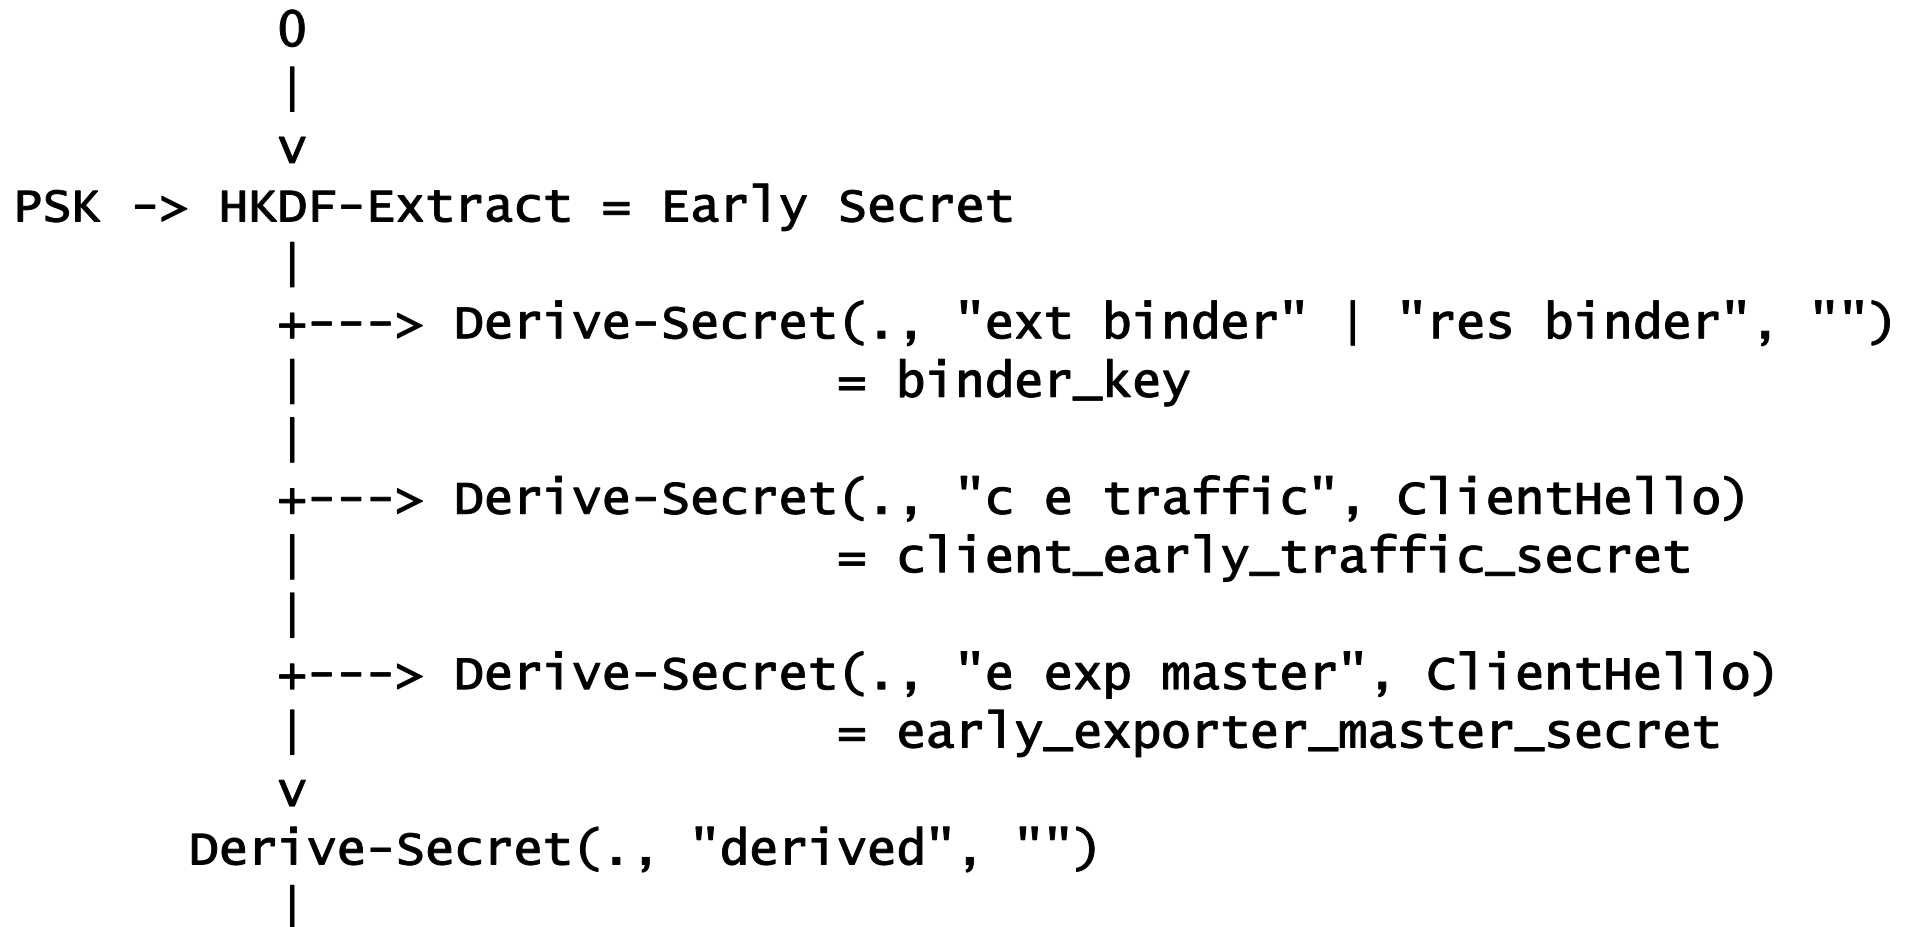 0
|
v
PSK -> HKDF-Extract = Early Secret
|
+---> Derive-Secret(., "ext binder" | "res binder", "")
| = binder_key
|
+---> Derive-Secret(., "c e traffic", ClientHello)
| = client_early_traffic_secret
|
+---> Derive-Secret(., "e exp master", ClientHello)
| = early_exporter_master_secret
v
Derive-Secret(., "derived", "")
|